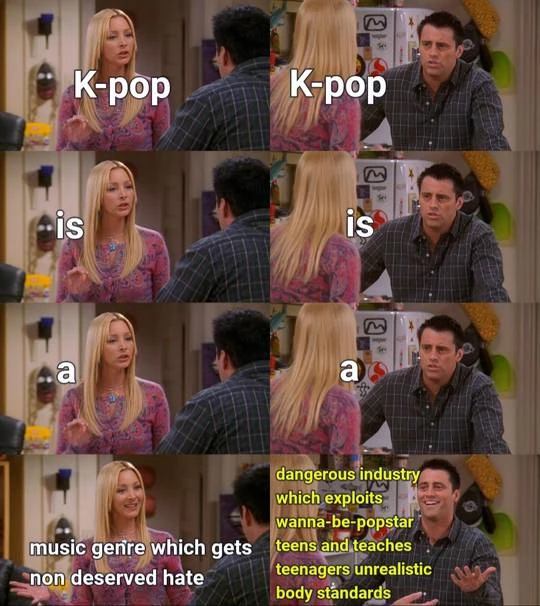 K-pop
K-pop
is
is
a
a
music genre which gets
non deserved hate
dangerous industry
which exploits
wanna-be-popstar
teens and teaches
teenagers unrealistic
body standards